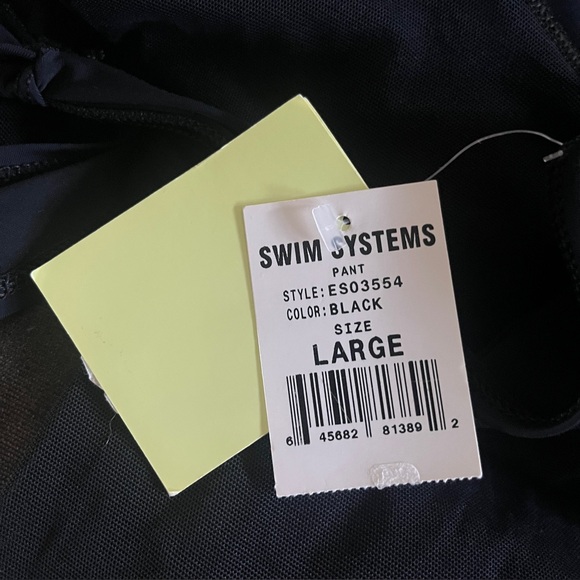 SWIM SYSTEMS
PANT
STYLE: ES03554
COLOR: BLACK
SIZE
LARGE
6 45682 81389 2